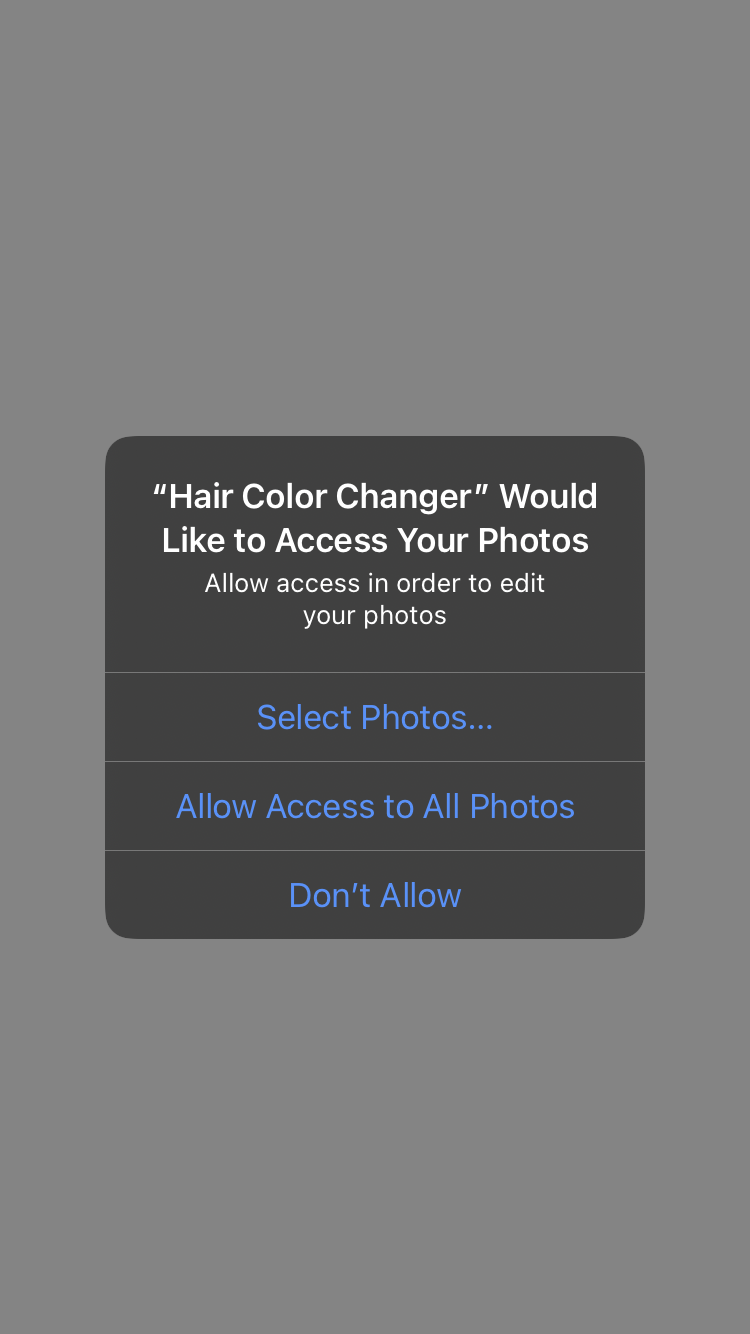 “Hair Color Changer” Would
Like to Access Your Photos
Allow access in order to edit
your photos
Select Photos...
Allow Access to All Photos
Don’t Allow